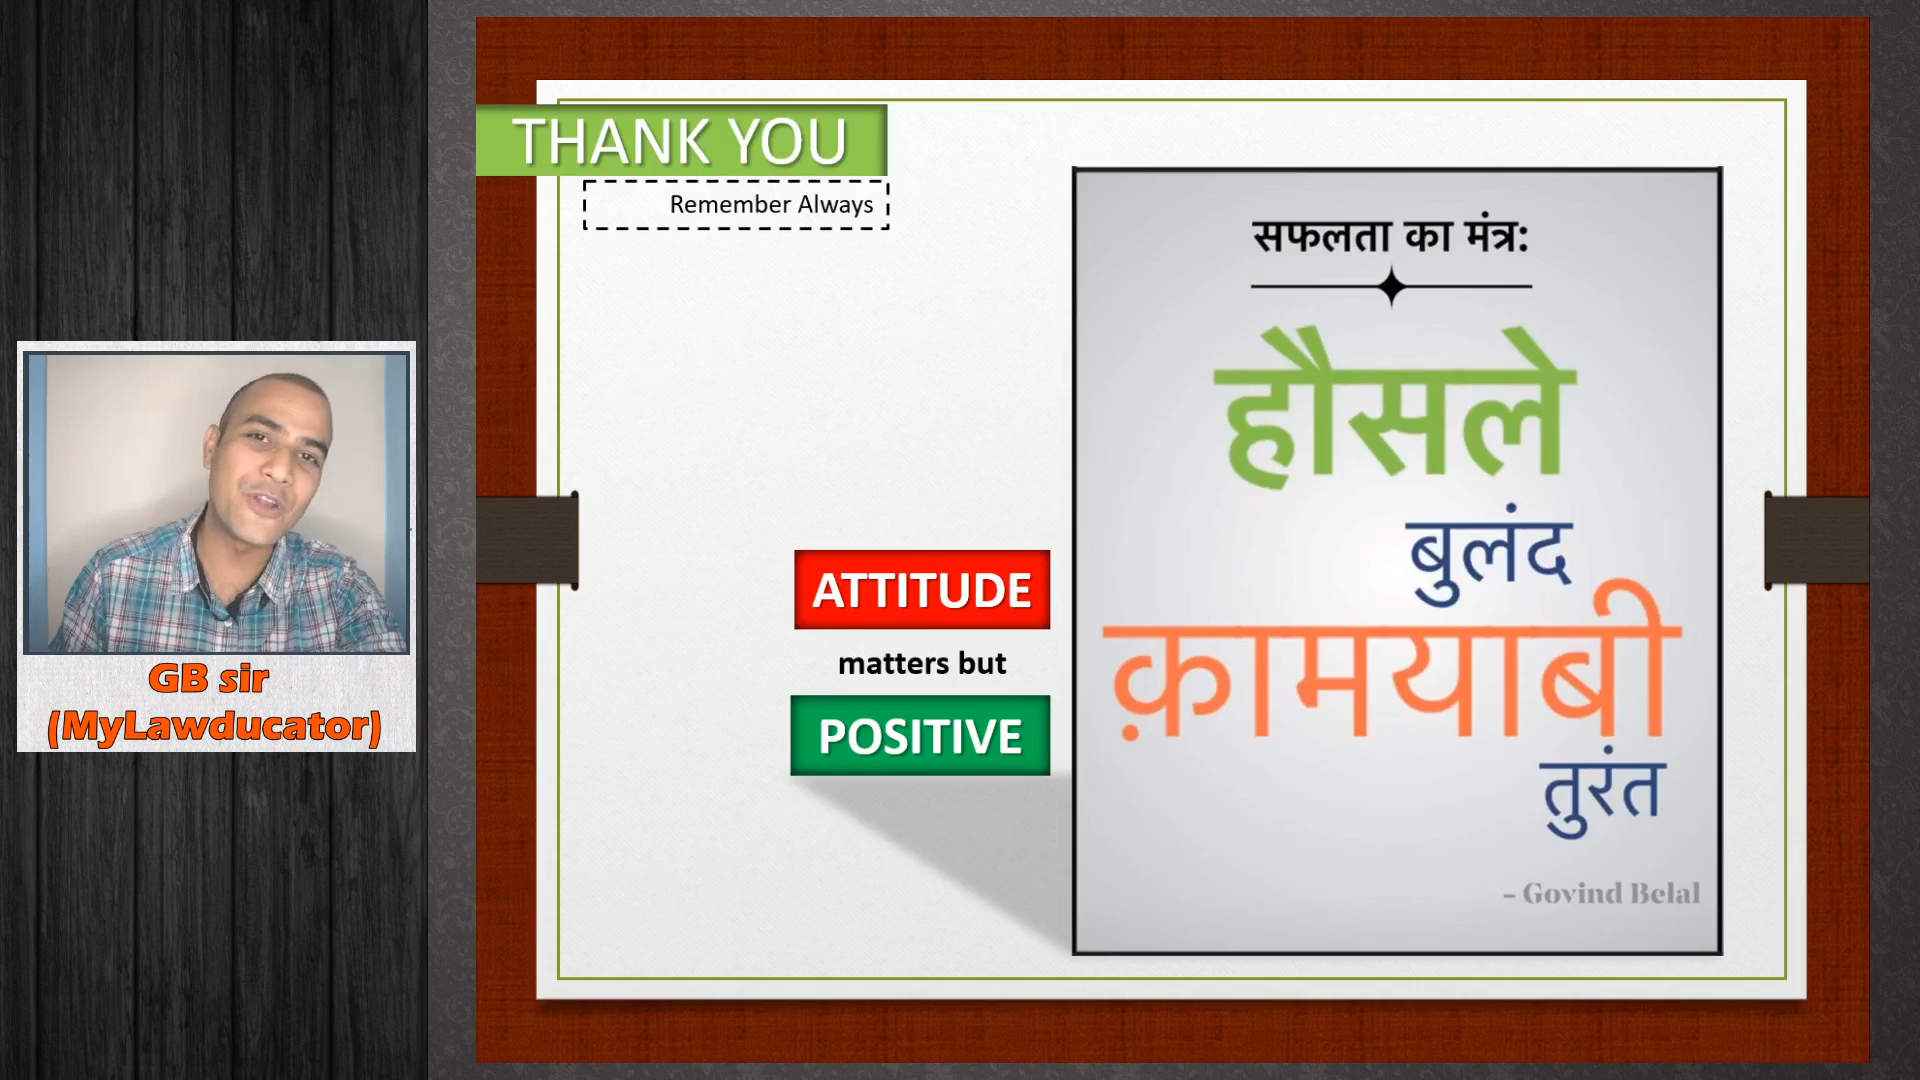 THANK YOU
Remember Always
ATTITUDE
matters but
POSITIVE
सफलता का मंत्र:
हौसले
बुलंद
क़ामयाबी
तुरंत
- Govind Belal
GB sir
(MyLawducator)